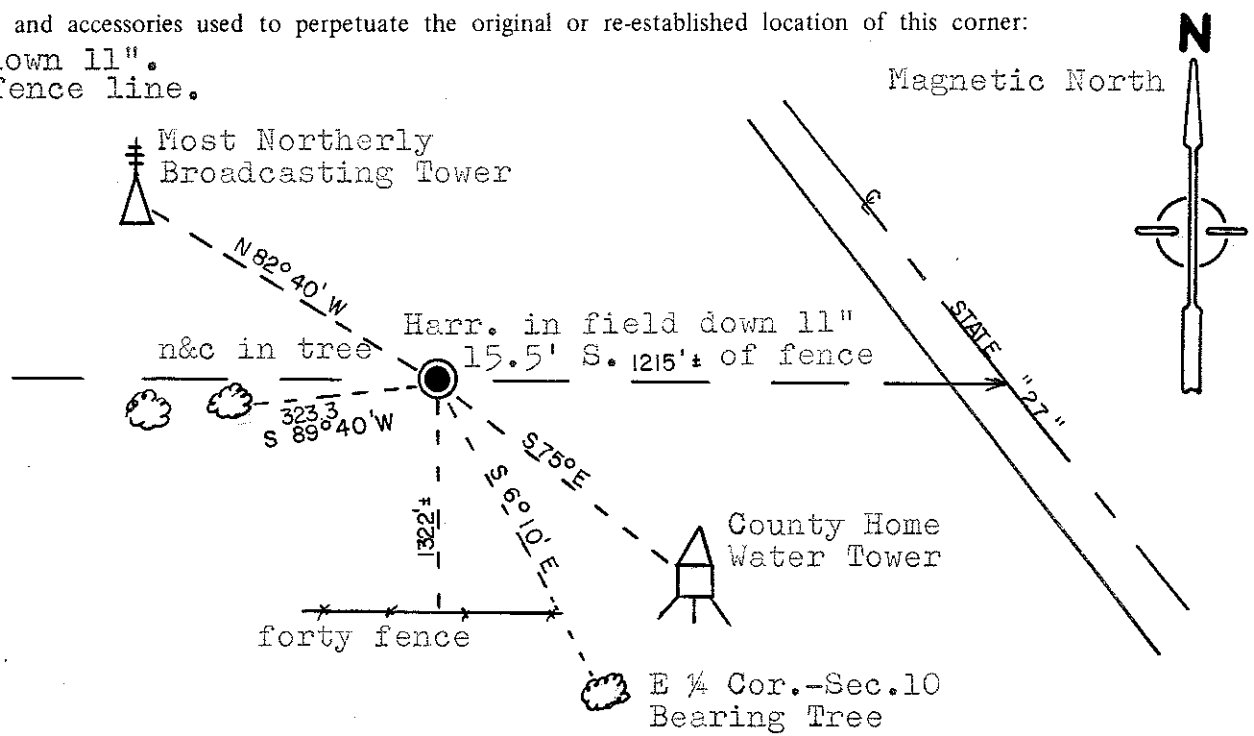 and accessories used to perpetuate the original or re-established location of this corner:
own 11".
fence line.
N
Magnetic North
Most Northerly
Broadcasting Tower
℄
N 82° 40' W
STATE "27"
Harr. in field down 11"
15.5' S. 1215'± of fence
n&c in tree
323.3
S 89° 40' W
S 75° E
1322'±
S 6° 10' E
County Home
Water Tower
forty fence
E ¼ Cor.-Sec.10
Bearing Tree